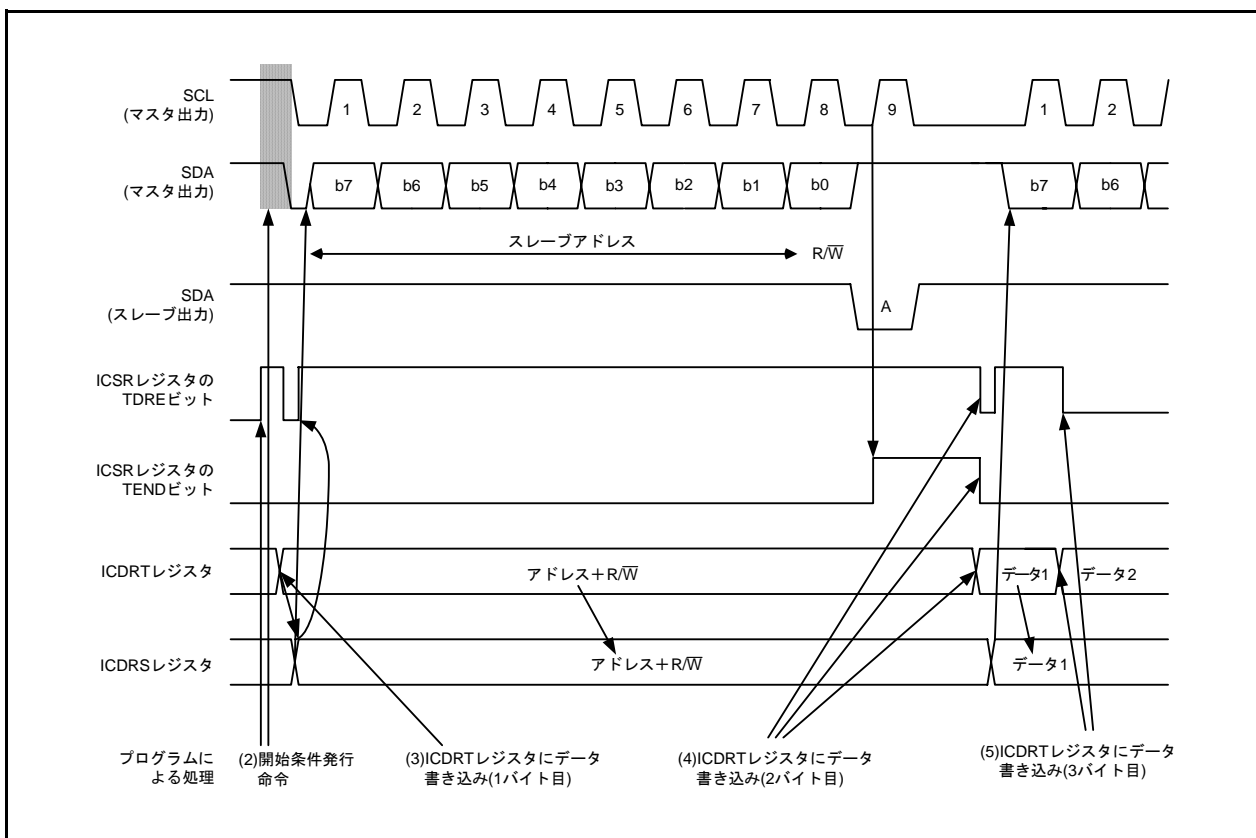 SCL
(マスタ出力)
1 2 3 4 5 6 7 8 9 1 2
SDA
(マスタ出力)
b7 b6 b5 b4 b3 b2 b1 b0 b7 b6
スレーブアドレス R/W̅
SDA
(スレーブ出力)
A
ICSRレジスタの
TDREビット
ICSRレジスタの
TENDビット
ICDRTレジスタ アドレス+R/W̅ データ1 データ2
ICDRSレジスタ アドレス+R/W̅ データ1
プログラムに
よる処理
(2)開始条件発行
命令
(3)ICDRTレジスタにデータ
書き込み(1バイト目)
(4)ICDRTレジスタにデータ
書き込み(2バイト目)
(5)ICDRTレジスタにデータ
書き込み(3バイト目)